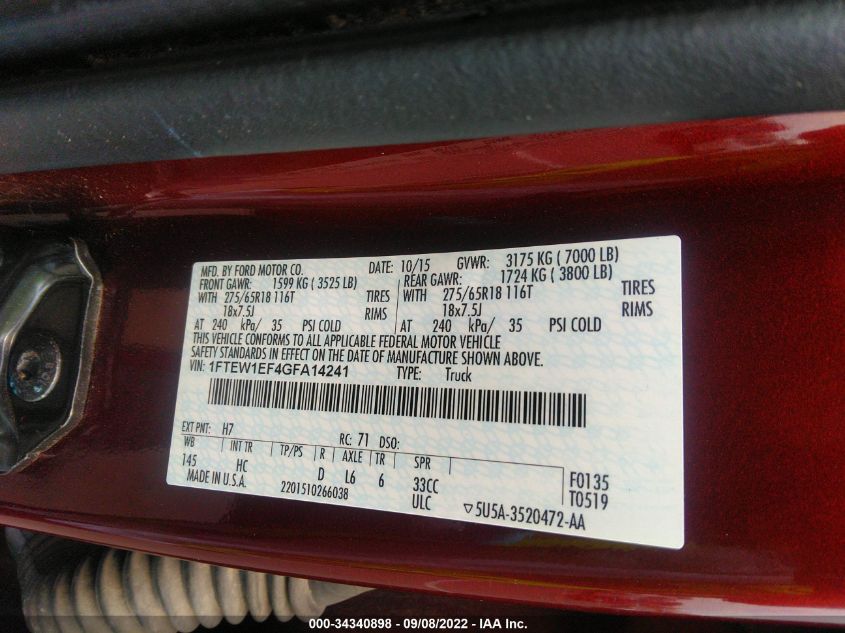 MFD. BY FORD MOTOR CO. DATE: 10/15 GVWR: 3175 KG ( 7000 LB)
FRONT GAWR: 1599 KG ( 3525 LB) REAR GAWR: 1724 KG ( 3800 LB)
WITH 275/65R18 116T TIRES WITH 275/65R18 116T TIRES
18x7.5J RIMS 18x7.5J RIMS
AT 240 kPa/ 35 PSI COLD AT 240 kPa/ 35 PSI COLD
THIS VEHICLE CONFORMS TO ALL APPLICABLE FEDERAL MOTOR VEHICLE
SAFETY STANDARDS IN EFFECT ON THE DATE OF MANUFACTURE SHOWN ABOVE.
VIN: 1FTEW1EF4GFA14241 TYPE: Truck
EXT PNT: H7 RC: 71 DSO:
WB INT TR TP/PS R AXLE TR SPR
145 HC D L6 6 33CC F0135
MADE IN U.S.A. 2201510266038 ULC T0519
▽5U5A-3520472-AA
000-34340898 - 09/08/2022 - IAA Inc.